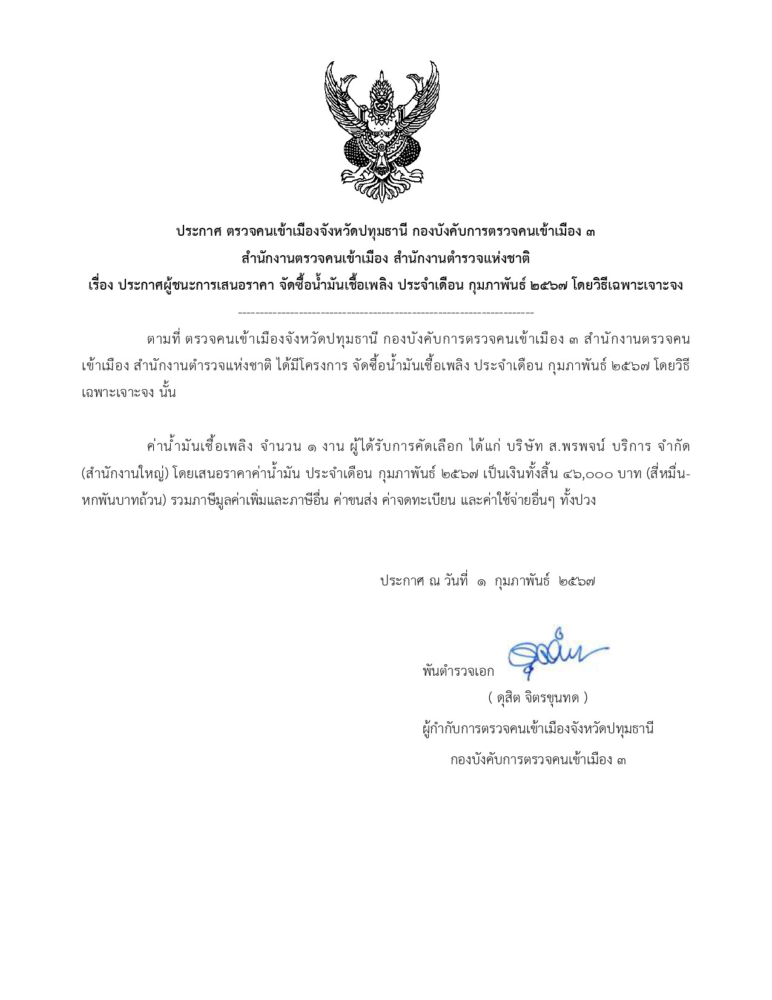 ประกาศ ตรวจคนเข้าเมืองจังหวัดปทุมธานี กองบังคับการตรวจคนเข้าเมือง ๓
สำนักงานตรวจคนเข้าเมือง สำนักงานตำรวจแห่งชาติ
เรื่อง ประกาศผู้ชนะการเสนอราคา จัดซื้อน้ำมันเชื้อเพลิง ประจำเดือน กุมภาพันธ์ ๒๕๖๗ โดยวิธีเฉพาะเจาะจง
--------------------------------------------------------------------
ตามที่ ตรวจคนเข้าเมืองจังหวัดปทุมธานี กองบังคับการตรวจคนเข้าเมือง ๓ สำนักงานตรวจคน
เข้าเมือง สำนักงานตำรวจแห่งชาติ ได้มีโครงการ จัดซื้อน้ำมันเชื้อเพลิง ประจำเดือน กุมภาพันธ์ ๒๕๖๗ โดยวิธี
เฉพาะเจาะจง นั้น
ค่าน้ำมันเชื้อเพลิง จำนวน ๑ งาน ผู้ได้รับการคัดเลือก ได้แก่ บริษัท ส.พรพจน์ บริการ จำกัด
(สำนักงานใหญ่) โดยเสนอราคาค่าน้ำมัน ประจำเดือน กุมภาพันธ์ ๒๕๖๗ เป็นเงินทั้งสิ้น ๔๖,๐๐๐ บาท (สี่หมื่น-
หกพันบาทถ้วน) รวมภาษีมูลค่าเพิ่มและภาษีอื่น ค่าขนส่ง ค่าจดทะเบียน และค่าใช้จ่ายอื่นๆ ทั้งปวง
ประกาศ ณ วันที่ ๑ กุมภาพันธ์ ๒๕๖๗
พันตำรวจเอก
( ดุสิต จิตรขุนทด )
ผู้กำกับการตรวจคนเข้าเมืองจังหวัดปทุมธานี
กองบังคับการตรวจคนเข้าเมือง ๓